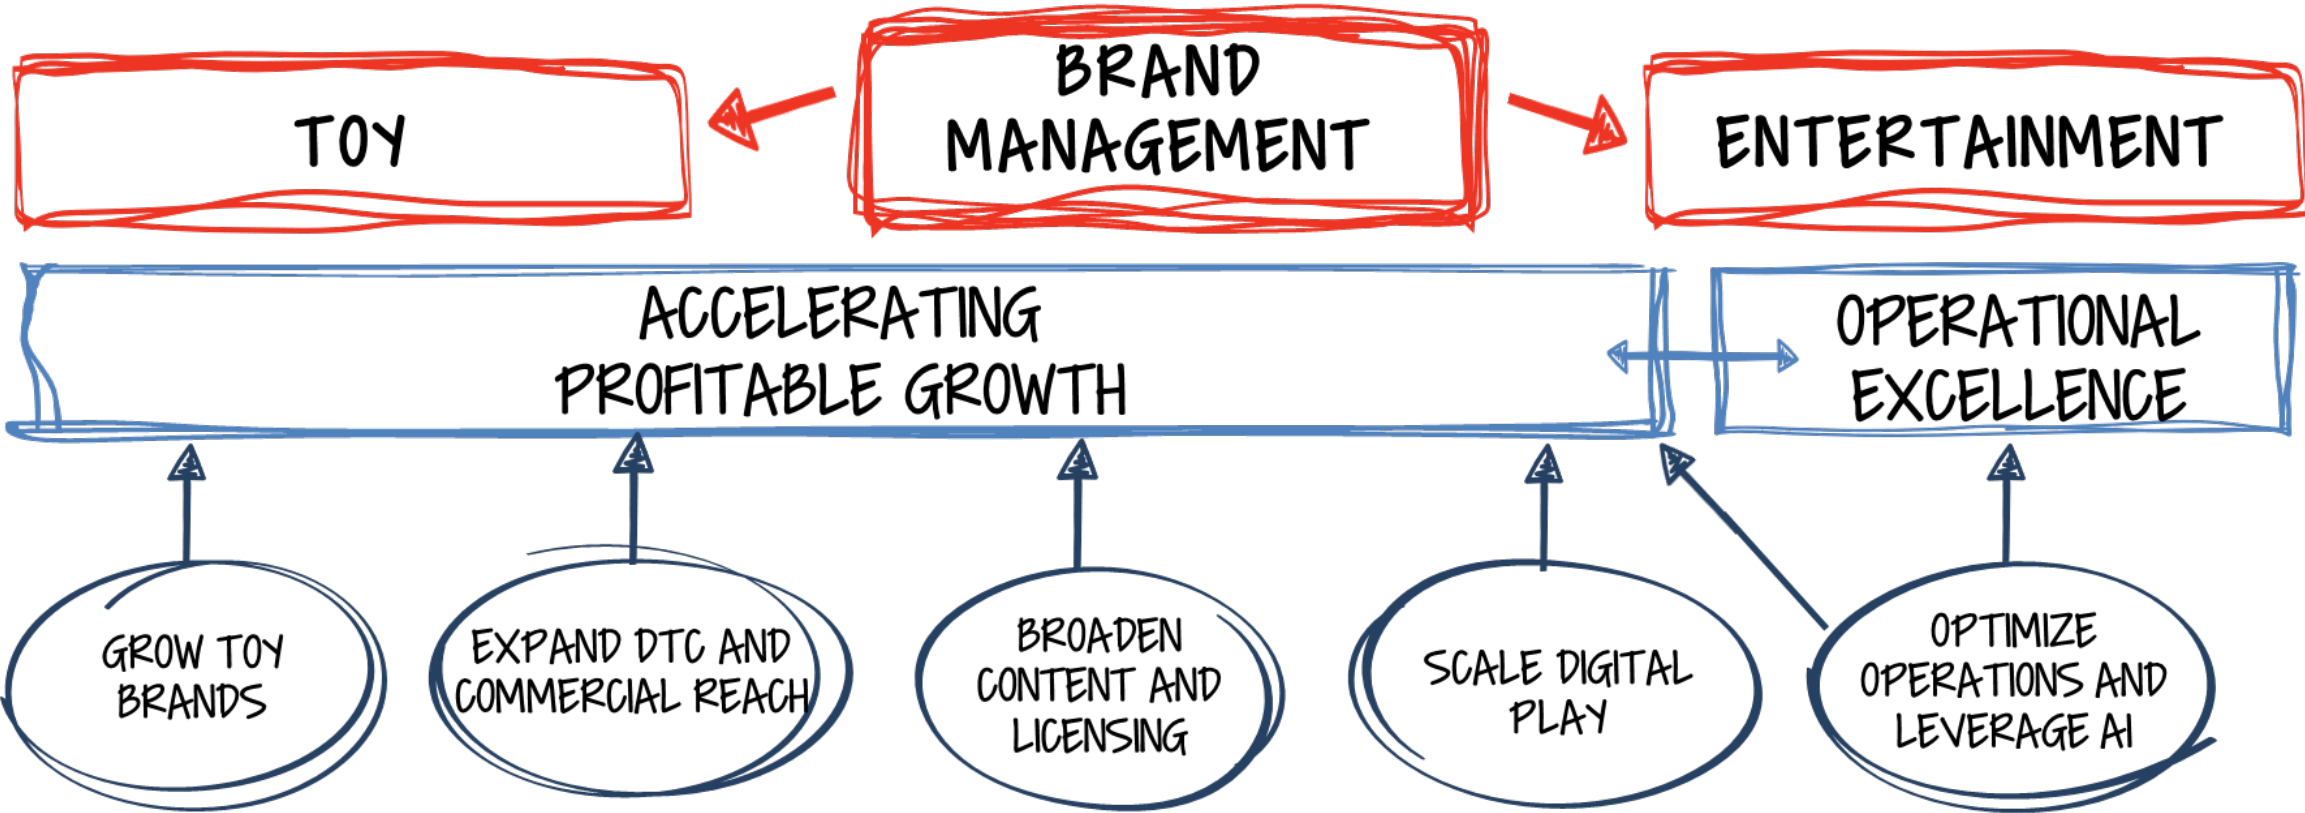 TOY
BRAND
MANAGEMENT
ENTERTAINMENT
ACCELERATING
PROFITABLE GROWTH
OPERATIONAL
EXCELLENCE
GROW TOY
BRANDS
EXPAND DTC AND
COMMERCIAL REACH
BROADEN
CONTENT AND
LICENSING
SCALE DIGITAL
PLAY
OPTIMIZE
OPERATIONS AND
LEVERAGE AI